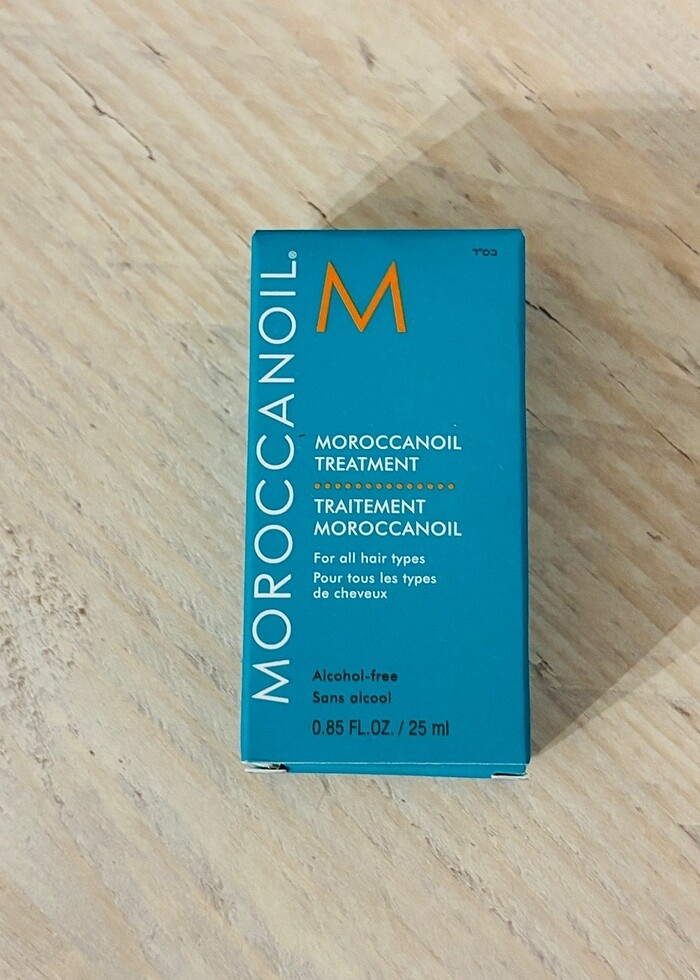 MOROCCANOIL®
M
בס"ד
MOROCCANOIL
TREATMENT
TRAITEMENT
MOROCCANOIL
For all hair types
Pour tous les types
de cheveux
Alcohol-free
Sans alcool
0.85 FL.OZ. / 25 ml